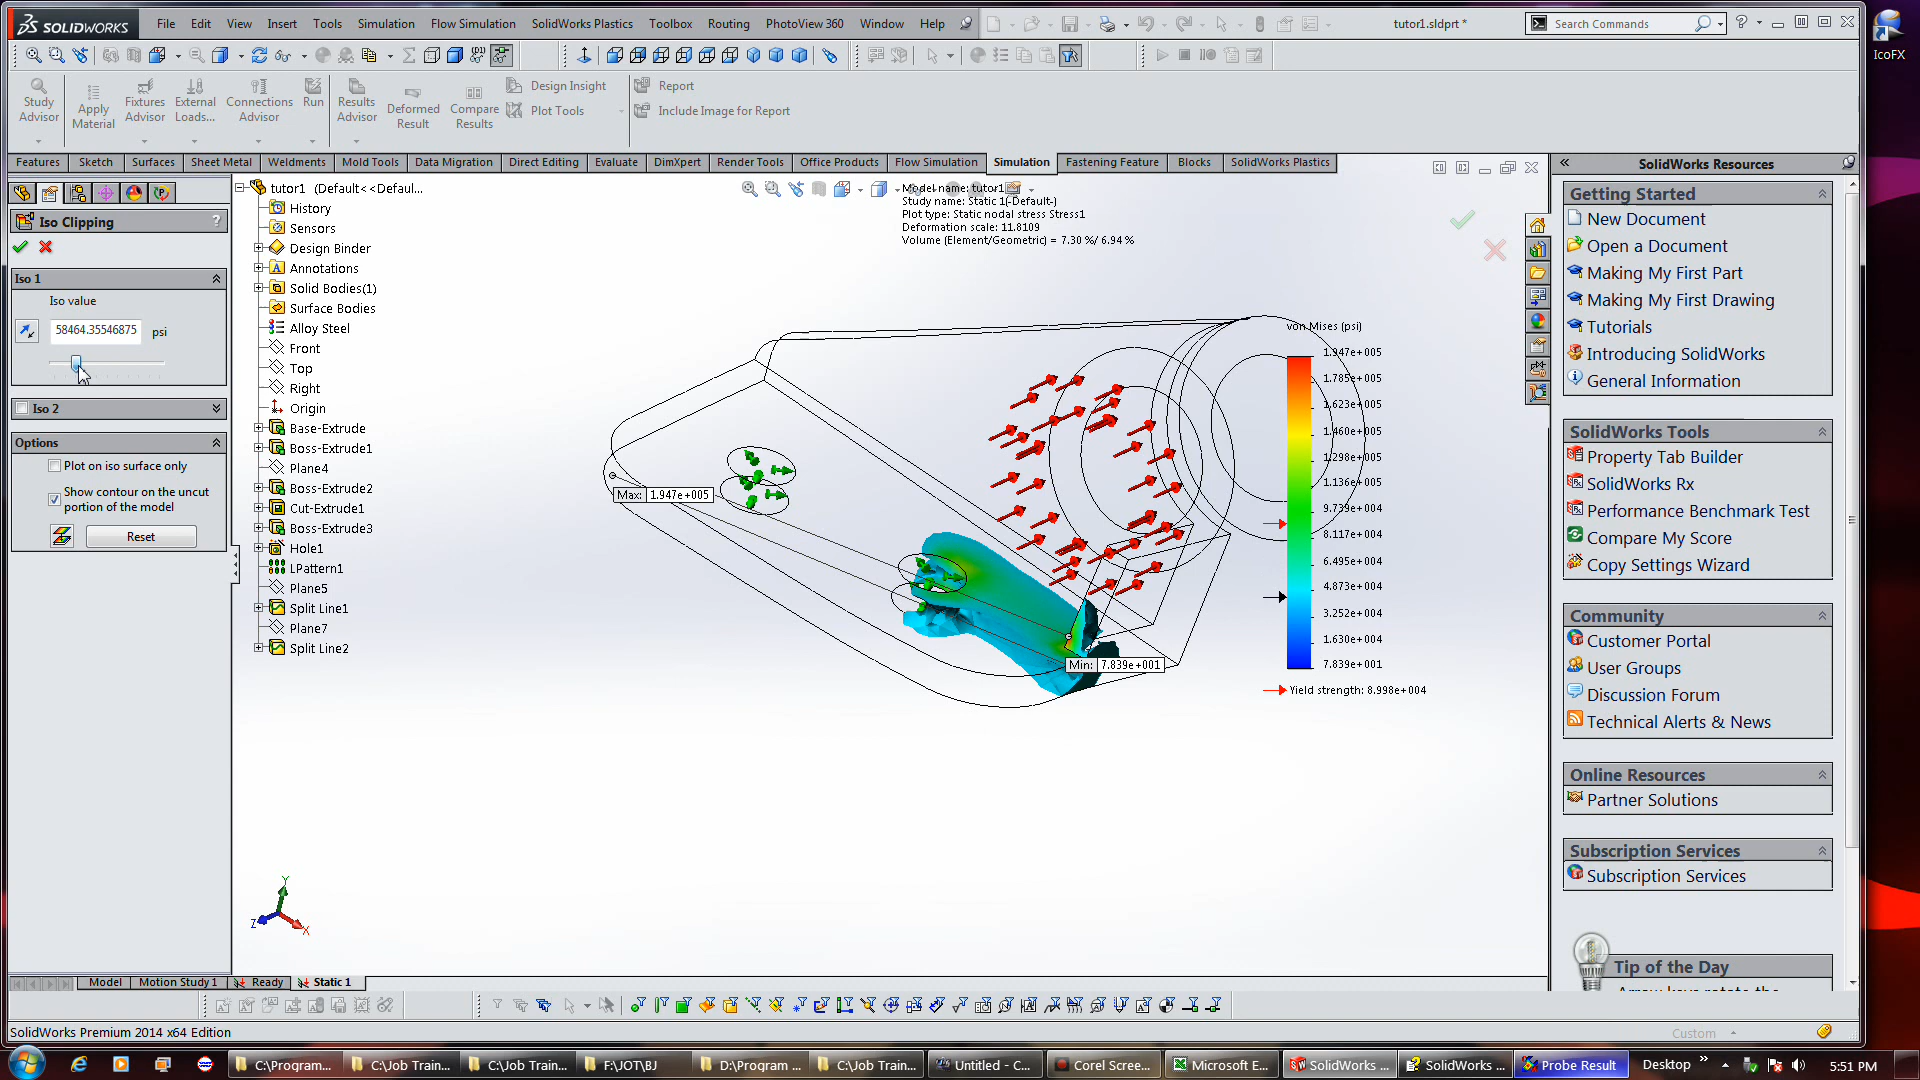 SOLIDWORKS
File Edit View Insert Tools Simulation Flow Simulation SolidWorks Plastics Toolbox Routing PhotoView 360 Window Help
tutor1.sldprt *
Search Commands
IcoFX
Study Advisor
Apply Material
Fixtures Advisor
External Loads...
Connections Advisor
Run
Results Advisor
Deformed Result
Compare Results
Design Insight
Plot Tools
Report
Include Image for Report
Features Sketch Surfaces Sheet Metal Weldments Mold Tools Data Migration Direct Editing Evaluate DimXpert Render Tools Office Products Flow Simulation Simulation Fastening Feature Blocks SolidWorks Plastics
Iso Clipping
?
Iso 1
Iso value
58464.35546875 psi
Iso 2
Options
Plot on iso surface only
Show contour on the uncut
portion of the model
Reset
tutor1 (Default<<Defaul...
History
Sensors
Design Binder
Annotations
Solid Bodies(1)
Surface Bodies
Alloy Steel
Front
Top
Right
Origin
Base-Extrude
Boss-Extrude1
Plane4
Boss-Extrude2
Cut-Extrude1
Boss-Extrude3
Hole1
LPattern1
Plane5
Split Line1
Plane7
Split Line2
Model name: tutor1
Study name: Static 1(-Default-)
Plot type: Static nodal stress Stress1
Deformation scale: 11.8109
Volume (Element/Geometric) = 7.30 %/ 6.94 %
Max: 1.947e+005
Min: 7.839e+001
von Mises (psi)
1.947e+005
1.785e+005
1.623e+005
1.460e+005
1.298e+005
1.136e+005
9.739e+004
8.117e+004
6.495e+004
4.873e+004
3.252e+004
1.630e+004
7.839e+001
Yield strength: 8.998e+004
Y
Z
X
SolidWorks Resources
Getting Started
New Document
Open a Document
Making My First Part
Making My First Drawing
Tutorials
Introducing SolidWorks
General Information
SolidWorks Tools
Property Tab Builder
SolidWorks Rx
Performance Benchmark Test
Compare My Score
Copy Settings Wizard
Community
Customer Portal
User Groups
Discussion Forum
Technical Alerts & News
Online Resources
Partner Solutions
Subscription Services
Subscription Services
Tip of the Day
Arrow keys rotate the
Model Motion Study 1 Ready Static 1
SolidWorks Premium 2014 x64 Edition
Custom
C:\Program... C:\Job Train... C:\Job Train... F:\JOT\BJ D:\Program ... C:\Job Train... Untitled - C... Corel Scree... Microsoft E... SolidWorks ... SolidWorks ... Probe Result Desktop 5:51 PM